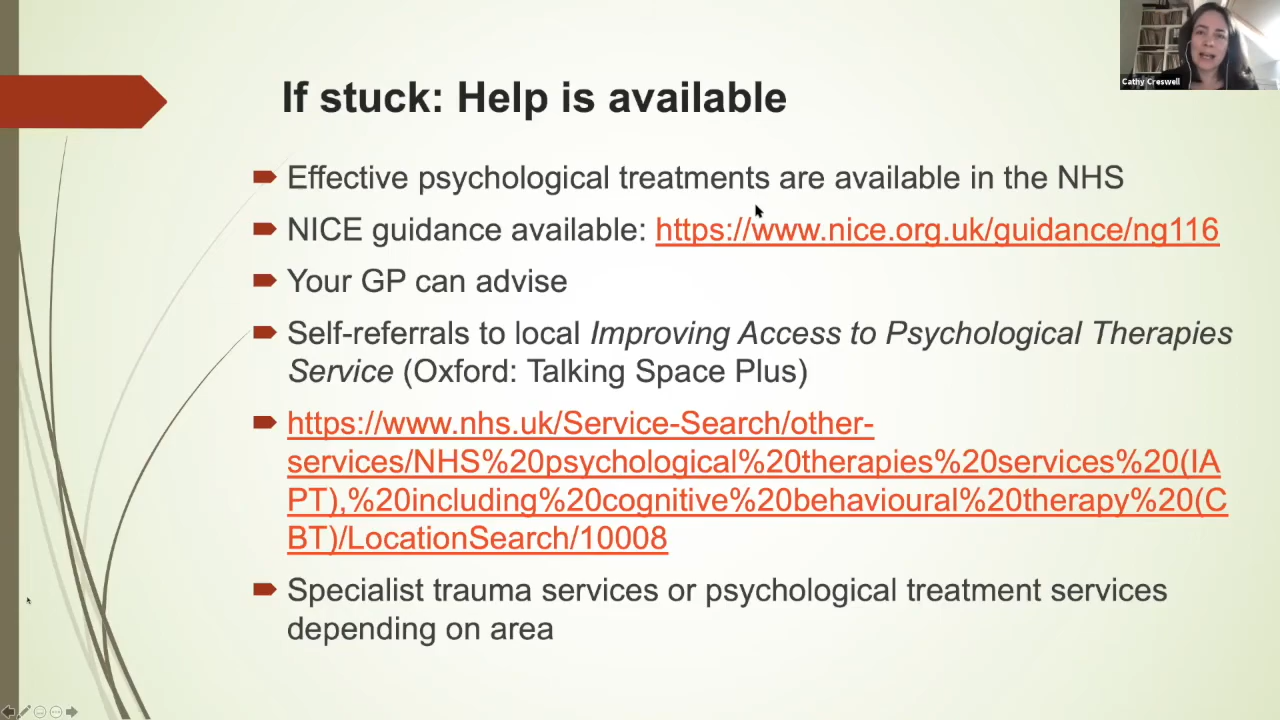 Cathy Creswell
If stuck: Help is available
Effective psychological treatments are available in the NHS
NICE guidance available: https://www.nice.org.uk/guidance/ng116
Your GP can advise
Self-referrals to local Improving Access to Psychological Therapies
Service (Oxford: Talking Space Plus)
https://www.nhs.uk/Service-Search/other-
services/NHS%20psychological%20therapies%20services%20(IA
PT),%20including%20cognitive%20behavioural%20therapy%20(C
BT)/LocationSearch/10008
Specialist trauma services or psychological treatment services
depending on area